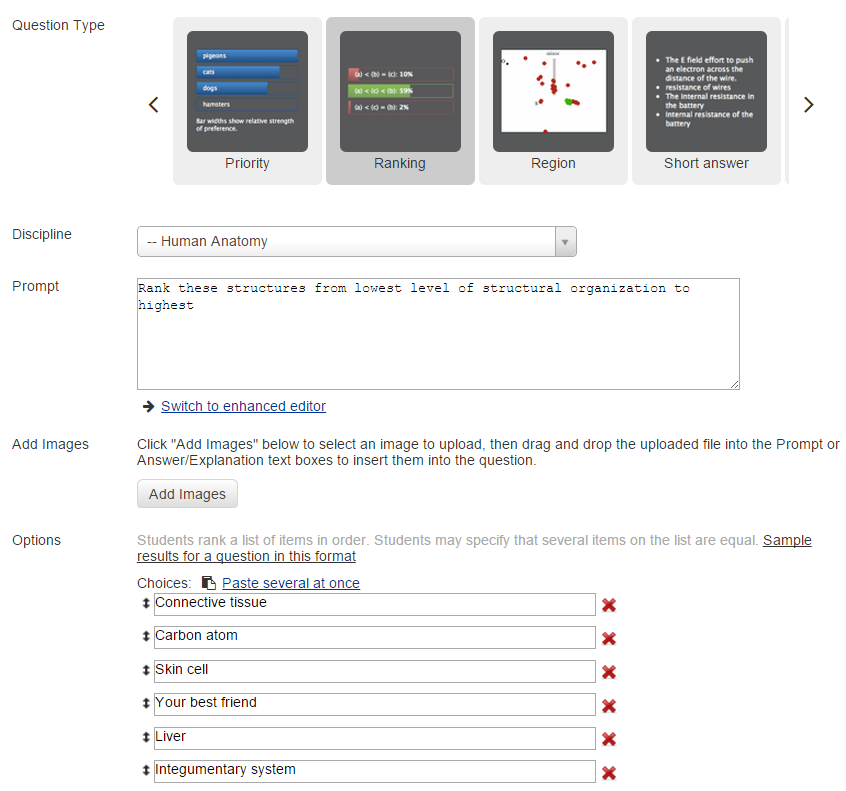 Question Type
pigeons
cats
dogs
hamsters
Bar widths show relative strength
of preference.
Priority
(a) < (b) = (c): 10%
(a) < (c) < (b): 59%
(a) < (c) = (b): 2%
Ranking
Region
• The E field effort to push
an electron across the
distance of the wire.
• resistance of wires
• The internal resistance in
the battery
• Internal resistance of the
battery
Short answer
Discipline
-- Human Anatomy
Prompt
Rank these structures from lowest level of structural organization to
highest
Switch to enhanced editor
Add Images
Click "Add Images" below to select an image to upload, then drag and drop the uploaded file into the Prompt or
Answer/Explanation text boxes to insert them into the question.
Add Images
Options
Students rank a list of items in order. Students may specify that several items on the list are equal. Sample
results for a question in this format
Choices: Paste several at once
Connective tissue
Carbon atom
Skin cell
Your best friend
Liver
Integumentary system